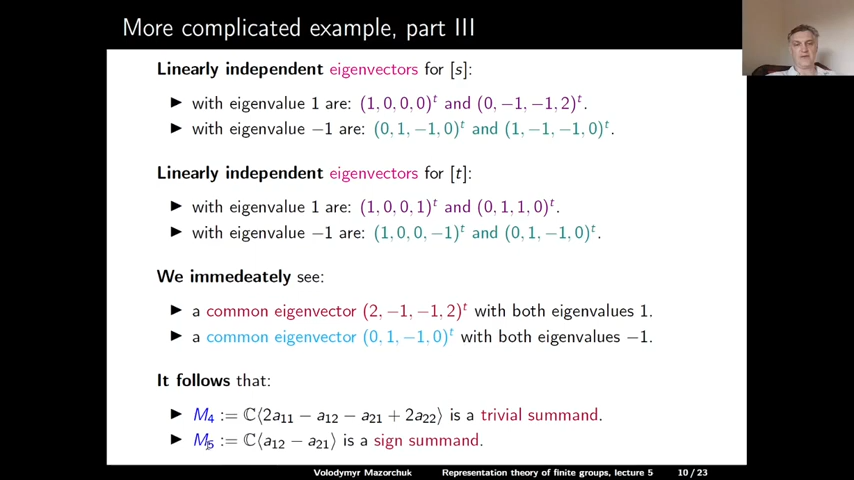 More complicated example, part III
Linearly independent eigenvectors for [s]:
▶ with eigenvalue 1 are: (1, 0, 0, 0)ᵗ and (0, −1, −1, 2)ᵗ.
▶ with eigenvalue −1 are: (0, 1, −1, 0)ᵗ and (1, −1, −1, 0)ᵗ.
Linearly independent eigenvectors for [t]:
▶ with eigenvalue 1 are: (1, 0, 0, 1)ᵗ and (0, 1, 1, 0)ᵗ.
▶ with eigenvalue −1 are: (1, 0, 0, −1)ᵗ and (0, 1, −1, 0)ᵗ.
We immedeately see:
▶ a common eigenvector (2, −1, −1, 2)ᵗ with both eigenvalues 1.
▶ a common eigenvector (0, 1, −1, 0)ᵗ with both eigenvalues −1.
It follows that:
▶ M₄ := ℂ⟨2a₁₁ − a₁₂ − a₂₁ + 2a₂₂⟩ is a trivial summand.
▶ M₅ := ℂ⟨a₁₂ − a₂₁⟩ is a sign summand.
Volodymyr Mazorchuk Representation theory of finite groups, lecture 5 10 / 23